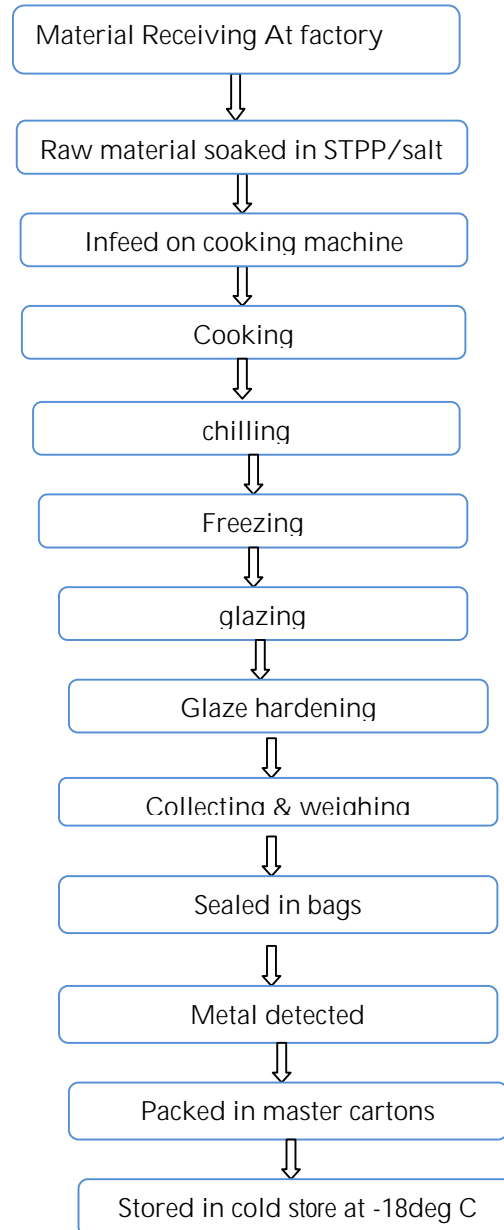 Material Receiving At factory
Raw material soaked in STPP/salt
Infeed on cooking machine
Cooking
chilling
Freezing
glazing
Glaze hardening
Collecting & weighing
Sealed in bags
Metal detected
Packed in master cartons
Stored in cold store at -18deg C